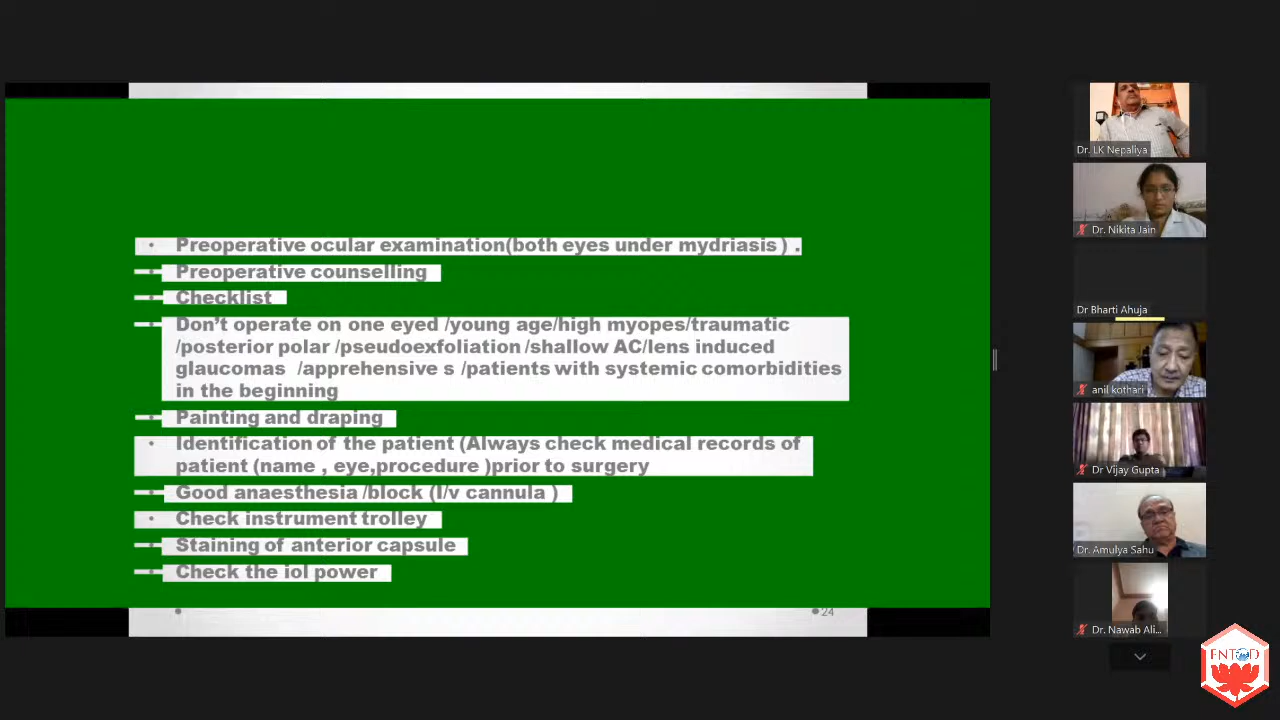 • Preoperative ocular examination(both eyes under mydriasis) .
• Preoperative counselling
• Checklist
• Don’t operate on one eyed /young age/high myopes/traumatic
/posterior polar /pseudoexfoliation /shallow AC/lens induced
glaucomas /apprehensive s /patients with systemic comorbidities
in the beginning
• Painting and draping
• Identification of the patient (Always check medical records of
patient (name , eye,procedure )prior to surgery
• Good anaesthesia /block (I/v cannula )
• Check instrument trolley
• Staining of anterior capsule
• Check the iol power
24
Dr. LK Nepaliya
Dr. Nikita Jain
Dr Bharti Ahuja
anil kothari
Dr Vijay Gupta
Dr. Amulya Sahu
Dr. Nawab Ali...
ENTOD